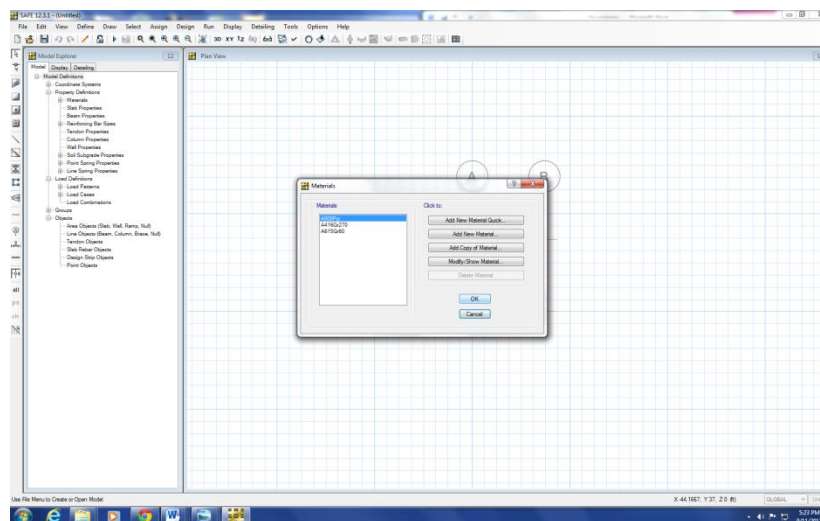 SAFE 12.3.1 - (Untitled)
File Edit View Define Draw Select Assign Design Run Display Detailing Tools Options Help
Model Explorer
Plan View
Model Display Detailing
Model Definitions
Coordinate Systems
Property Definitions
Materials
Slab Properties
Beam Properties
Reinforcing Bar Sizes
Tendon Properties
Column Properties
Wall Properties
Soil Subgrade Properties
Point Spring Properties
Line Spring Properties
Load Definitions
Load Patterns
Load Cases
Load Combinations
Groups
Objects
Area Objects (Slab, Wall, Ramp, Null)
Line Objects (Beam, Column, Brace, Null)
Tendon Objects
Slab Rebar Objects
Design Strip Objects
Point Objects
A B
Materials
Materials
Click to:
A416Gr270
A615Gr60
Add New Material Quick...
Add New Material...
Add Copy of Material...
Modify/Show Material...
Delete Material
OK
Cancel
all
Use File Menu to Create or Open Model
X -44.1667, Y 37, Z 0 (ft)
GLOBAL
5:23 PM